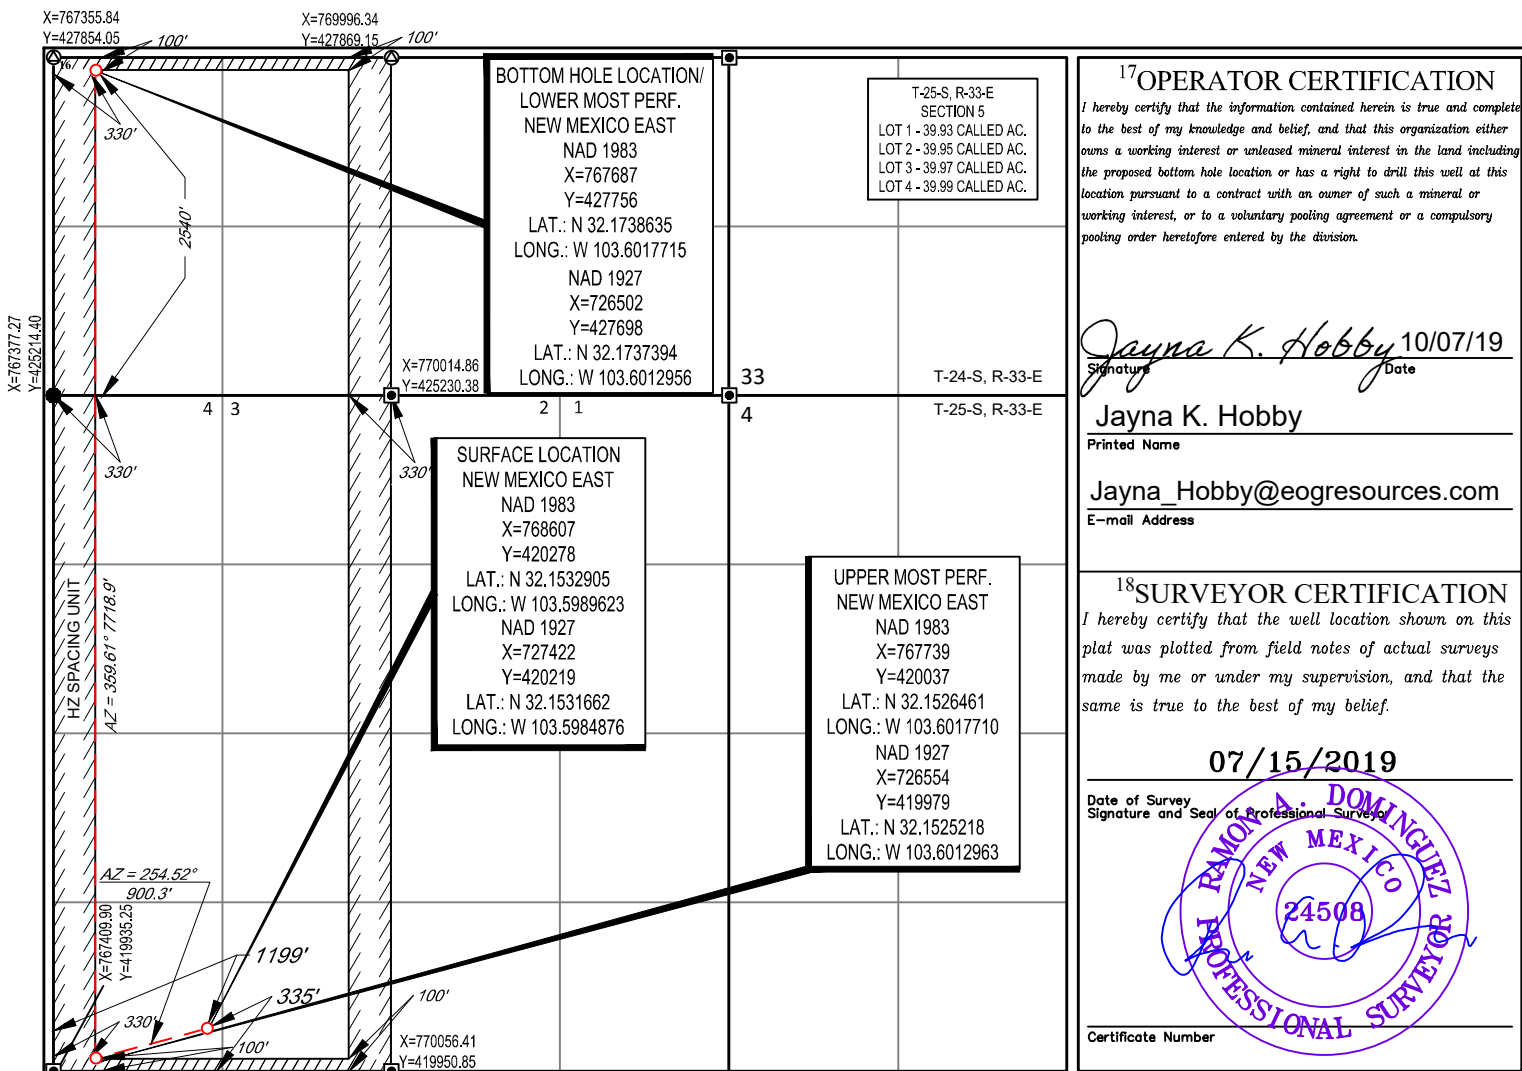 X=767355.84
Y=427854.05
100'
X=769996.34
Y=427869.15
100'
330'
2540'
X=767377.27
Y=425214.40
BOTTOM HOLE LOCATION/
LOWER MOST PERF.
NEW MEXICO EAST
NAD 1983
X=767687
Y=427756
LAT.: N 32.1738635
LONG.: W 103.6017715
NAD 1927
X=726502
Y=427698
LAT.: N 32.1737394
LONG.: W 103.6012956
T-25-S, R-33-E
SECTION 5
LOT 1 - 39.93 CALLED AC.
LOT 2 - 39.95 CALLED AC.
LOT 3 - 39.97 CALLED AC.
LOT 4 - 39.99 CALLED AC.
X=770014.86
Y=425230.38
33
T-24-S, R-33-E
4 3
2 1
4
T-25-S, R-33-E
330'
330'
SURFACE LOCATION
NEW MEXICO EAST
NAD 1983
X=768607
Y=420278
LAT.: N 32.1532905
LONG.: W 103.5989623
NAD 1927
X=727422
Y=420219
LAT.: N 32.1531662
LONG.: W 103.5984876
HZ SPACING UNIT
AZ = 359.61° 7718.9'
UPPER MOST PERF.
NEW MEXICO EAST
NAD 1983
X=767739
Y=420037
LAT.: N 32.1526461
LONG.: W 103.6017710
NAD 1927
X=726554
Y=419979
LAT.: N 32.1525218
LONG.: W 103.6012963
AZ = 254.52°
900.3'
X=767409.90
Y=419935.25
1199'
335'
330'
100'
100'
X=770056.41
Y=419950.85
17OPERATOR CERTIFICATION
I hereby certify that the information contained herein is true and complete
to the best of my knowledge and belief, and that this organization either
owns a working interest or unleased mineral interest in the land including
the proposed bottom hole location or has a right to drill this well at this
location pursuant to a contract with an owner of such a mineral or
working interest, or to a voluntary pooling agreement or a compulsory
pooling order heretofore entered by the division.
Jayna K. Hobby 10/07/19
Signature Date
Jayna K. Hobby
Printed Name
Jayna_Hobby@eogresources.com
E-mail Address
18SURVEYOR CERTIFICATION
I hereby certify that the well location shown on this
plat was plotted from field notes of actual surveys
made by me or under my supervision, and that the
same is true to the best of my belief.
07/15/2019
Date of Survey
Signature and Seal of Professional Surveyor
RAMON A. DOMINGUEZ
NEW MEXICO
24508
PROFESSIONAL SURVEYOR
Certificate Number